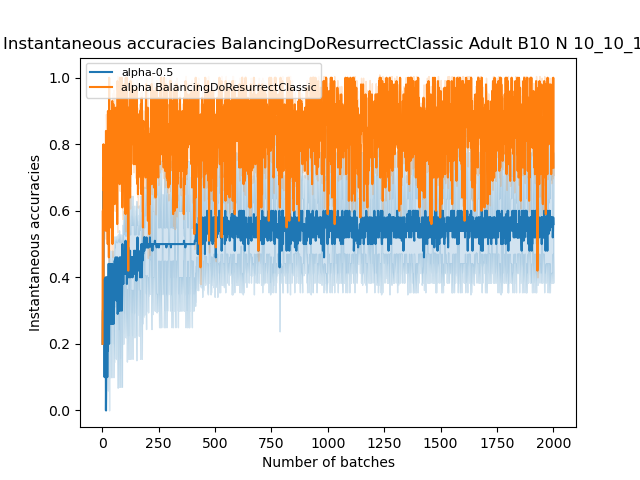 Instantaneous accuracies BalancingDoResurrectClassic Adult B10 N 10_10_1
alpha-0.5
alpha BalancingDoResurrectClassic
1.0
0.8
0.6
0.4
0.2
0.0
Instantaneous accuracies
0 250 500 750 1000 1250 1500 1750 2000
Number of batches